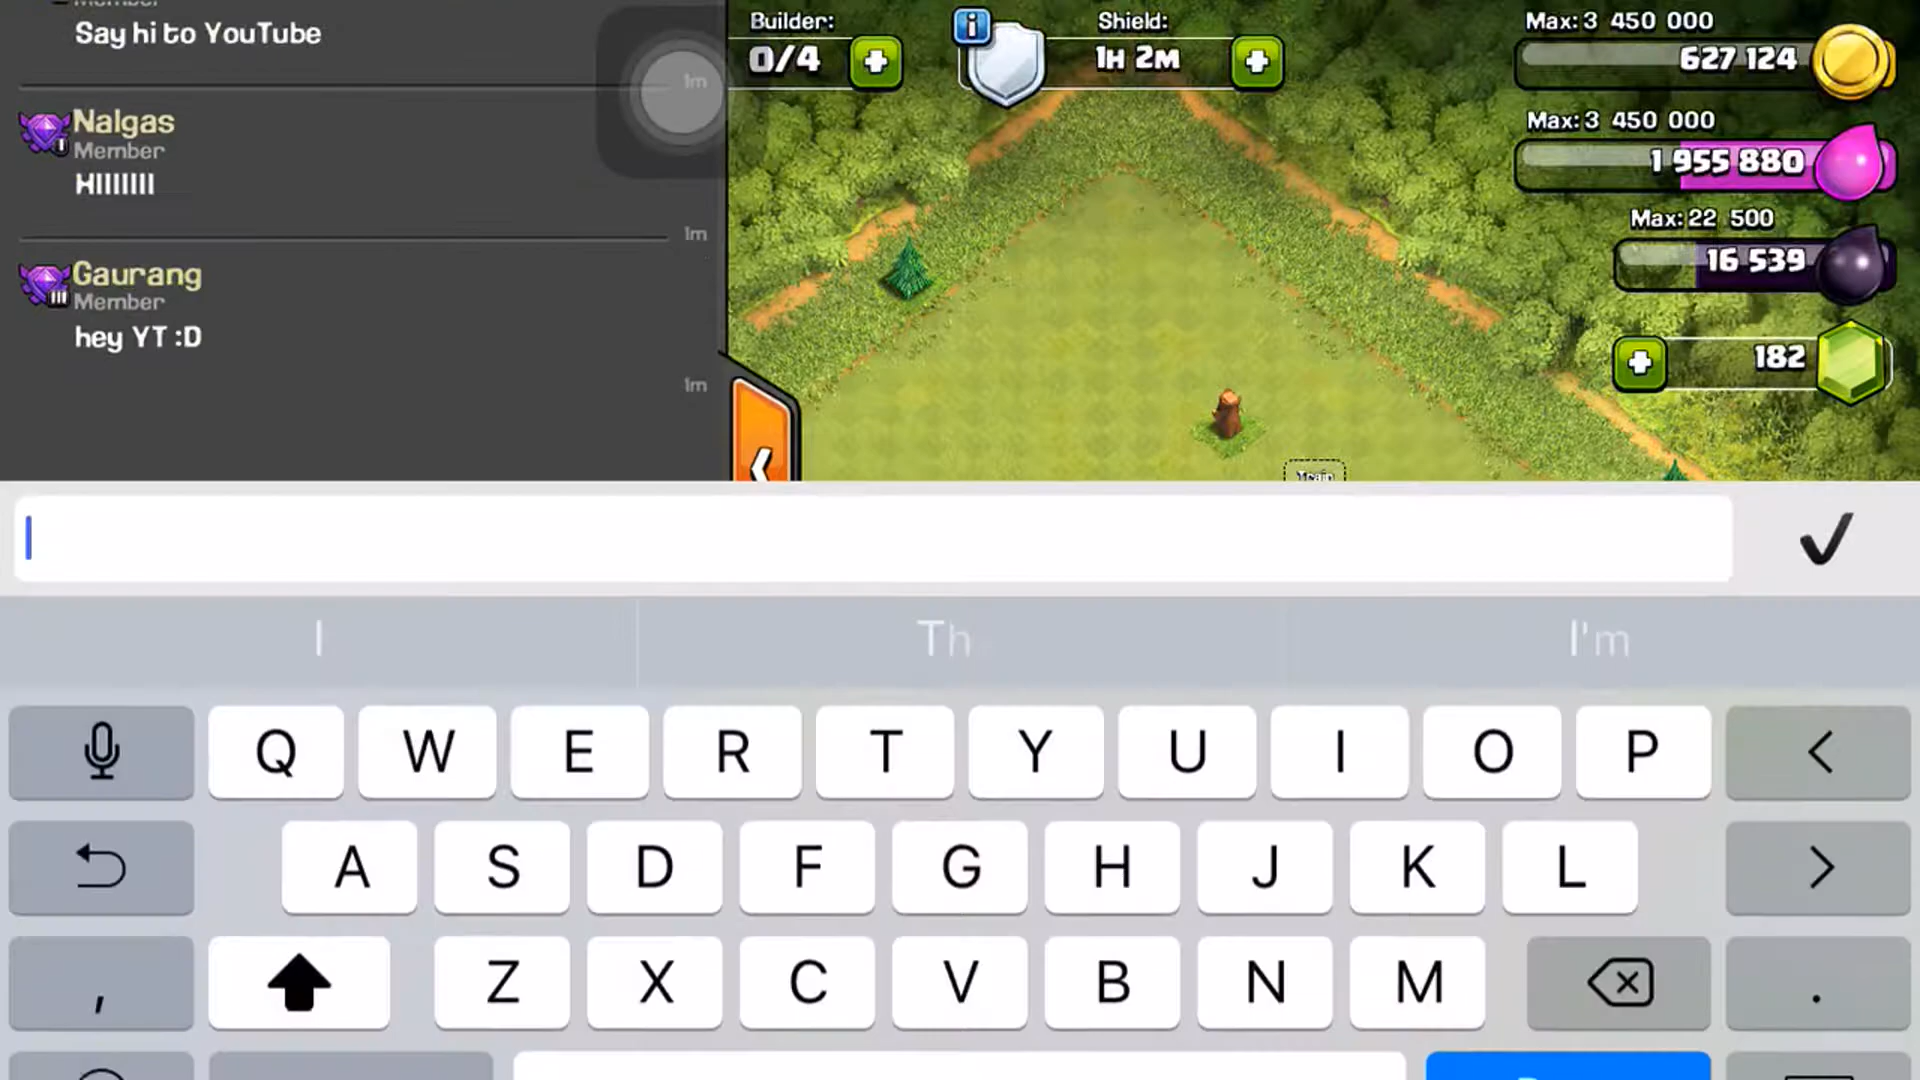 Say hi to YouTube
1m
Nalgas
Member
HIIIIIII
1m
Gaurang
Member
hey YT :D
1m
Builder:
0/4
Shield:
1H 2M
Max: 3 450 000
627 124
Max: 3 450 000
1 955 880
Max: 22 500
16 539
182
Train
I Th I'm
Q W E R T Y U I O P <
A S D F G H J K L >
, Z X C V B N M .